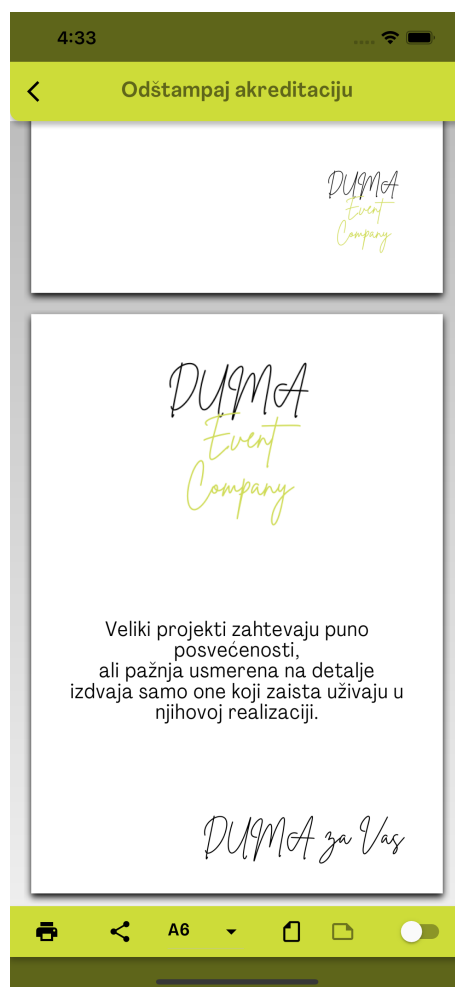 4:33
Odštampaj akreditaciju
DUMA
Event
Company
DUMA
Event
Company
Veliki projekti zahtevaju puno
posvećenosti,
ali pažnja usmerena na detalje
izdvaja samo one koji zaista uživaju u
njihovoj realizaciji.
DUMA za Vas
A6